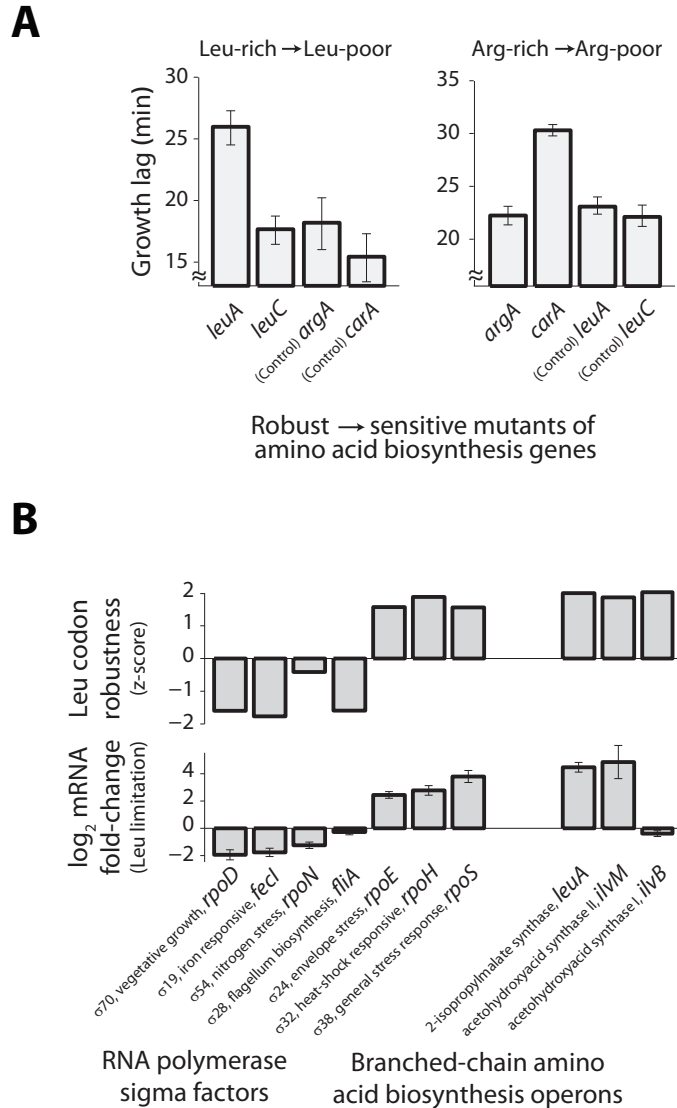 A
Leu-rich →Leu-poor
Arg-rich →Arg-poor
Growth lag (min)
30
25
20
15
35
30
25
20
leuA
leuC
(Control) argA
(Control) carA
argA
carA
(Control) leuA
(Control) leuC
Robust → sensitive mutants of
amino acid biosynthesis genes
B
Leu codon
robustness
(z-score)
2
1
0
−1
−2
log2 mRNA
fold-change
(Leu limitation)
4
2
0
−2
σ70, vegetative growth, rpoD
σ19, iron responsive, fecI
σ54, nitrogen stress, rpoN
σ28, flagellum biosynthesis, fliA
σ24, envelope stress, rpoE
σ32, heat-shock responsive, rpoH
σ38, general stress response, rpoS
2-isopropylmalate synthase, leuA
acetohydroxyacid synthase II, ilvM
acetohydroxyacid synthase I, ilvB
RNA polymerase
sigma factors
Branched-chain amino
acid biosynthesis operons